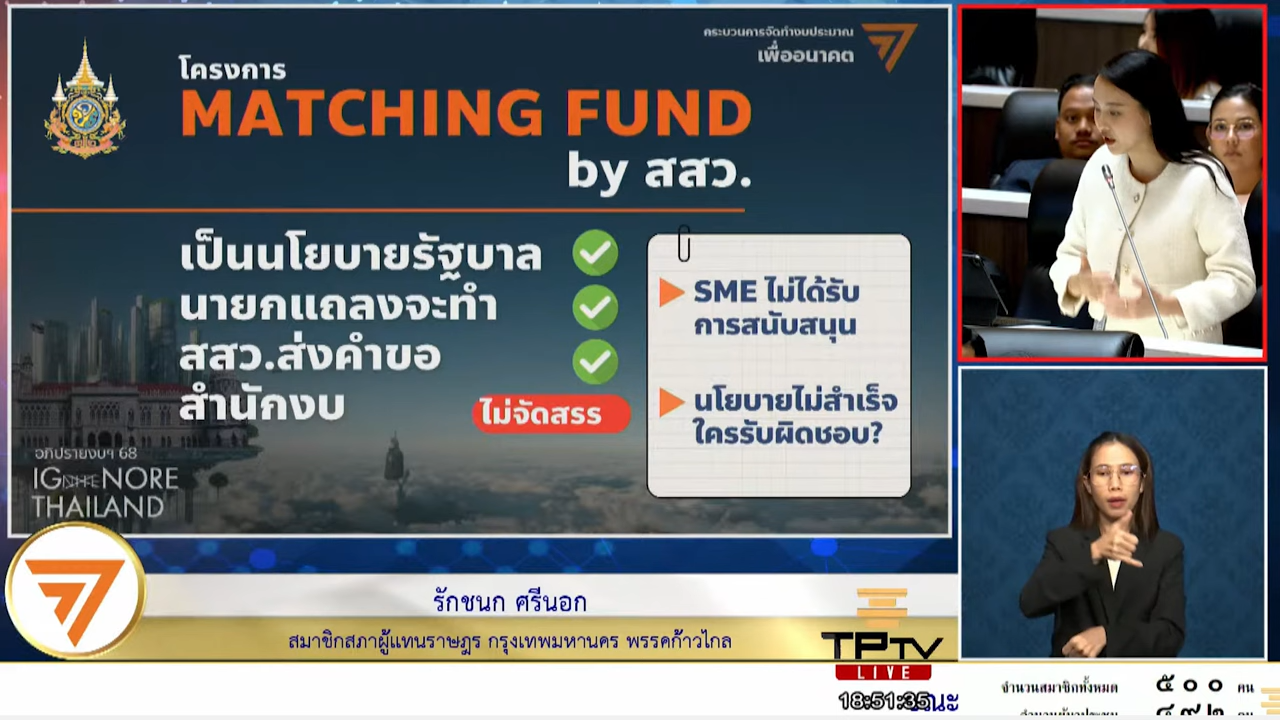 กระบวนการจัดทำงบประมาณ
เพื่ออนาคต
โครงการ
MATCHING FUND
by สสว.
เป็นนโยบายรัฐบาล
นายกแถลงจะทำ
สสว.ส่งคำขอ
สำนักงบ
ไม่จัดสรร
SME ไม่ได้รับ
การสนับสนุน
นโยบายไม่สำเร็จ
ใครรับผิดชอบ?
อภิปรายงบฯ 68
THAILAND
รักชนก ศรีนอก
สมาชิกสภาผู้แทนราษฎร กรุงเทพมหานคร พรรคก้าวไกล
TPTV
LIVE
18:51:35
จำนวนสมาชิกทั้งหมด ๕๐๐ คน